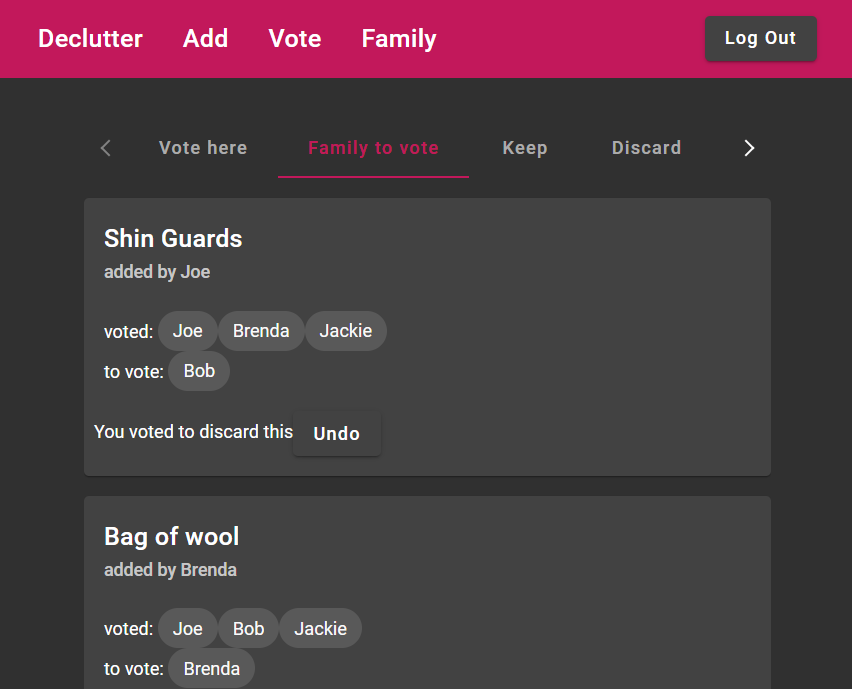 Declutter Add Vote Family Log Out
Vote here Family to vote Keep Discard
Shin Guards
added by Joe
voted: Joe Brenda Jackie
to vote: Bob
You voted to discard this Undo
Bag of wool
added by Brenda
voted: Joe Bob Jackie
to vote: Brenda